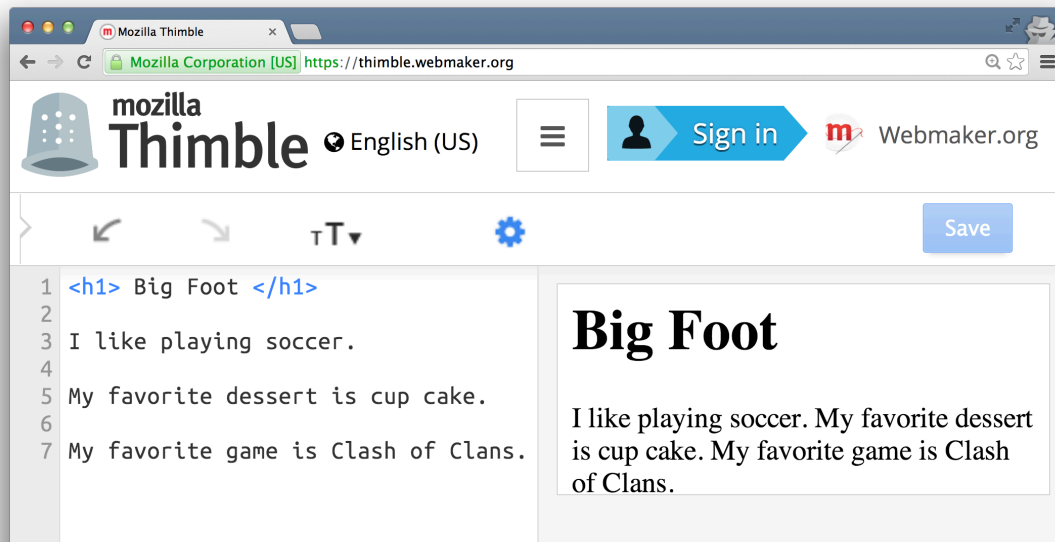 Mozilla Thimble
Mozilla Corporation [US] https://thimble.webmaker.org
mozilla
Thimble
English (US)
Sign in
m
Webmaker.org
TT
Save
1 <h1> Big Foot </h1>
2
3 I like playing soccer.
4
5 My favorite dessert is cup cake.
6
7 My favorite game is Clash of Clans.
Big Foot
I like playing soccer. My favorite dessert
is cup cake. My favorite game is Clash
of Clans.